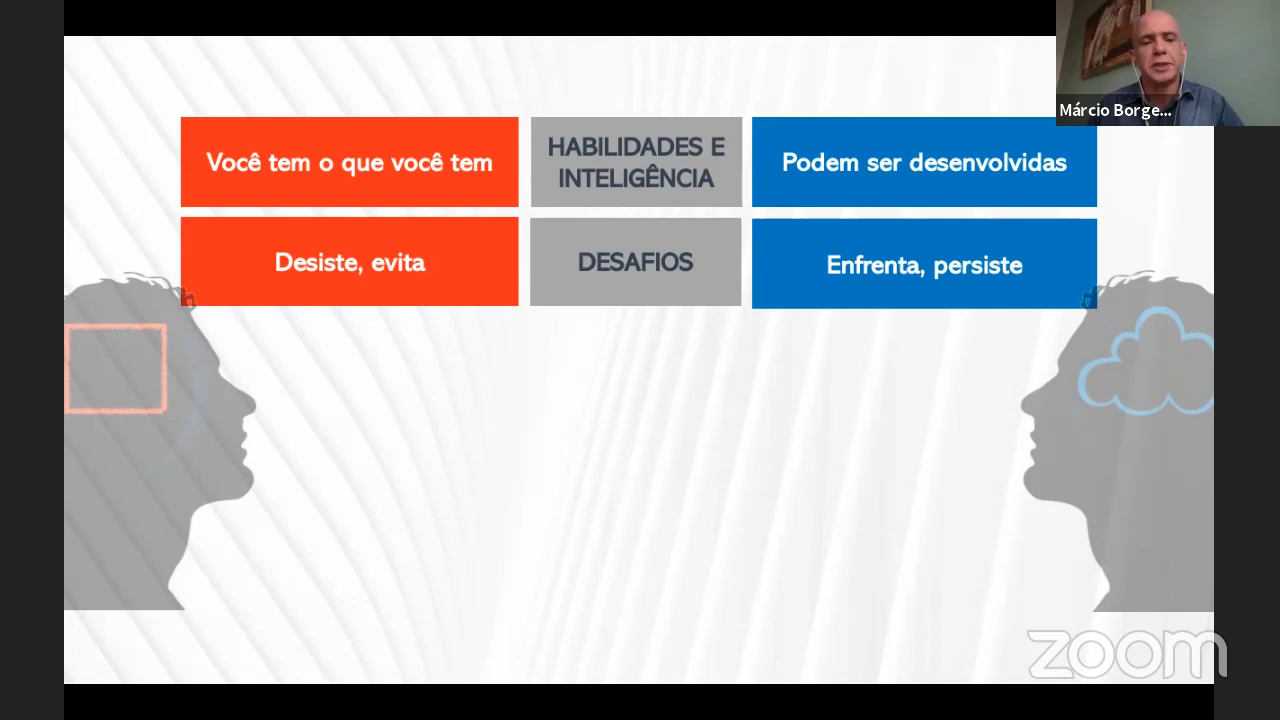 Márcio Borge...
Você tem o que você tem
HABILIDADES E
INTELIGÊNCIA
Podem ser desenvolvidas
Desiste, evita
DESAFIOS
Enfrenta, persiste
zoom